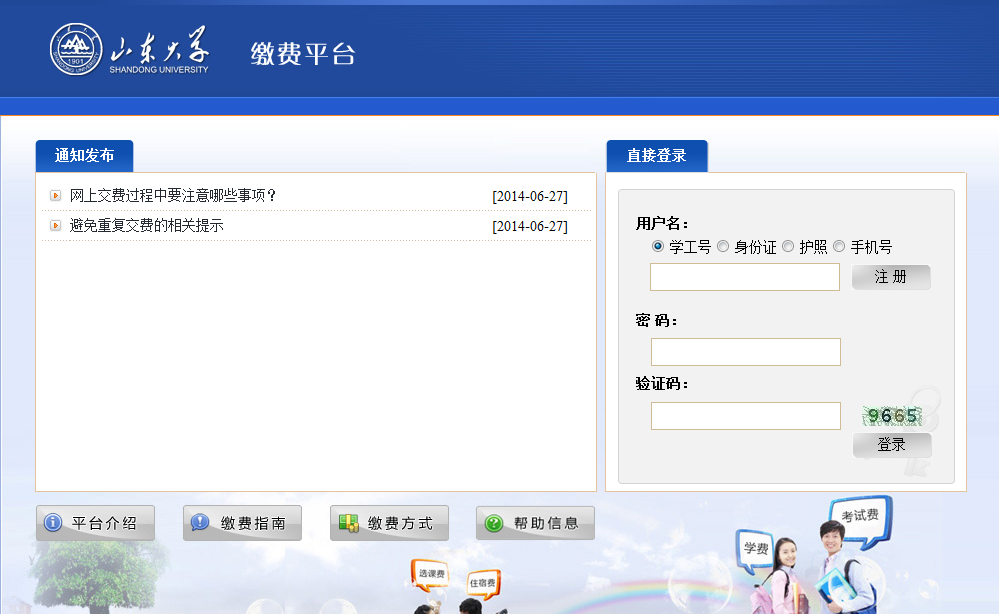 1901
山东大学
SHANDONG UNIVERSITY
缴费平台
通知发布
网上交费过程中要注意哪些事项？ [2014-06-27]
避免重复交费的相关提示 [2014-06-27]
直接登录
用户名：
学工号 身份证 护照 手机号
注 册
密 码：
验证码：
9665
登录
平台介绍 缴费指南 缴费方式 帮助信息
考试费
学费
选课费
住宿费